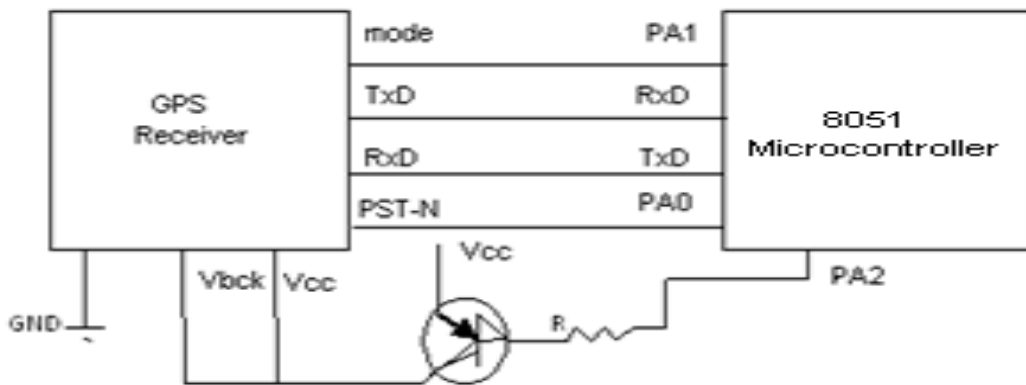 mode
PA1
GPS
Receiver
TxD
RxD
8051
Microcontroller
RxD
TxD
PST-N
PA0
Vcc
PA2
Vbck
Vcc
GND
R